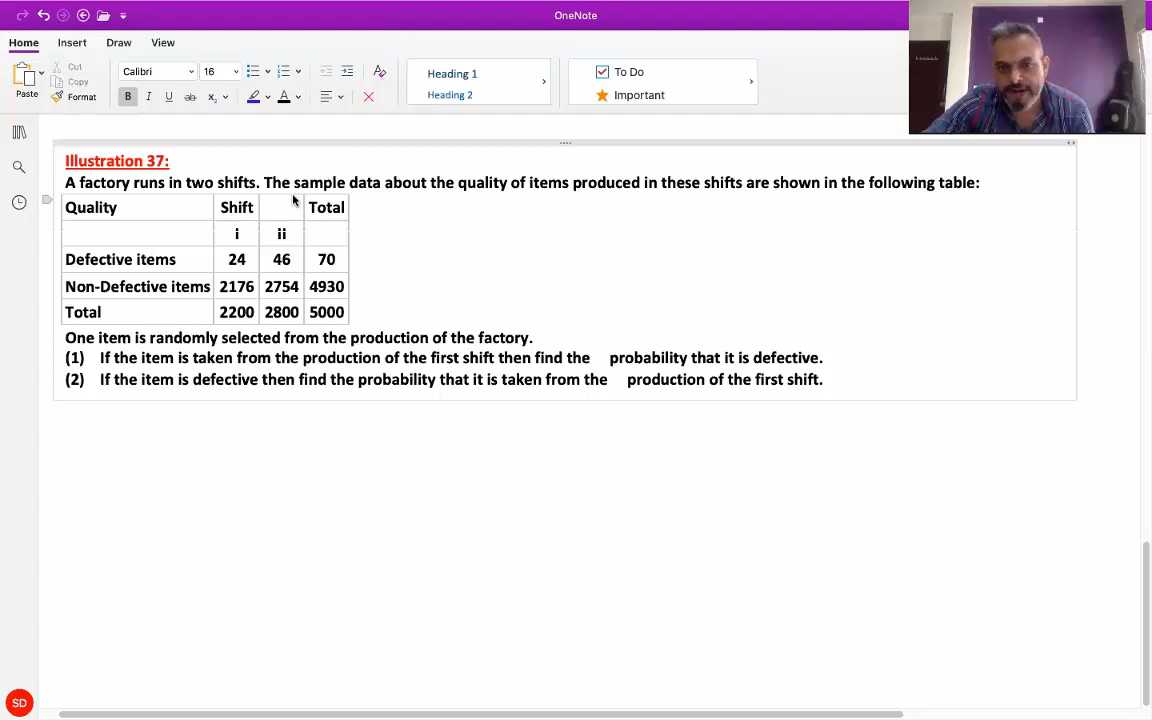 OneNote
Home Insert Draw View
Paste
Cut
Copy
Format
Calibri 16
B I U ab x₂ A
Heading 1
Heading 2
To Do
Important
Illustration 37:
A factory runs in two shifts. The sample data about the quality of items produced in these shifts are shown in the following table:
Quality Shift Total
i ii
Defective items 24 46 70
Non-Defective items 2176 2754 4930
Total 2200 2800 5000
One item is randomly selected from the production of the factory.
(1) If the item is taken from the production of the first shift then find the probability that it is defective.
(2) If the item is defective then find the probability that it is taken from the production of the first shift.
SD